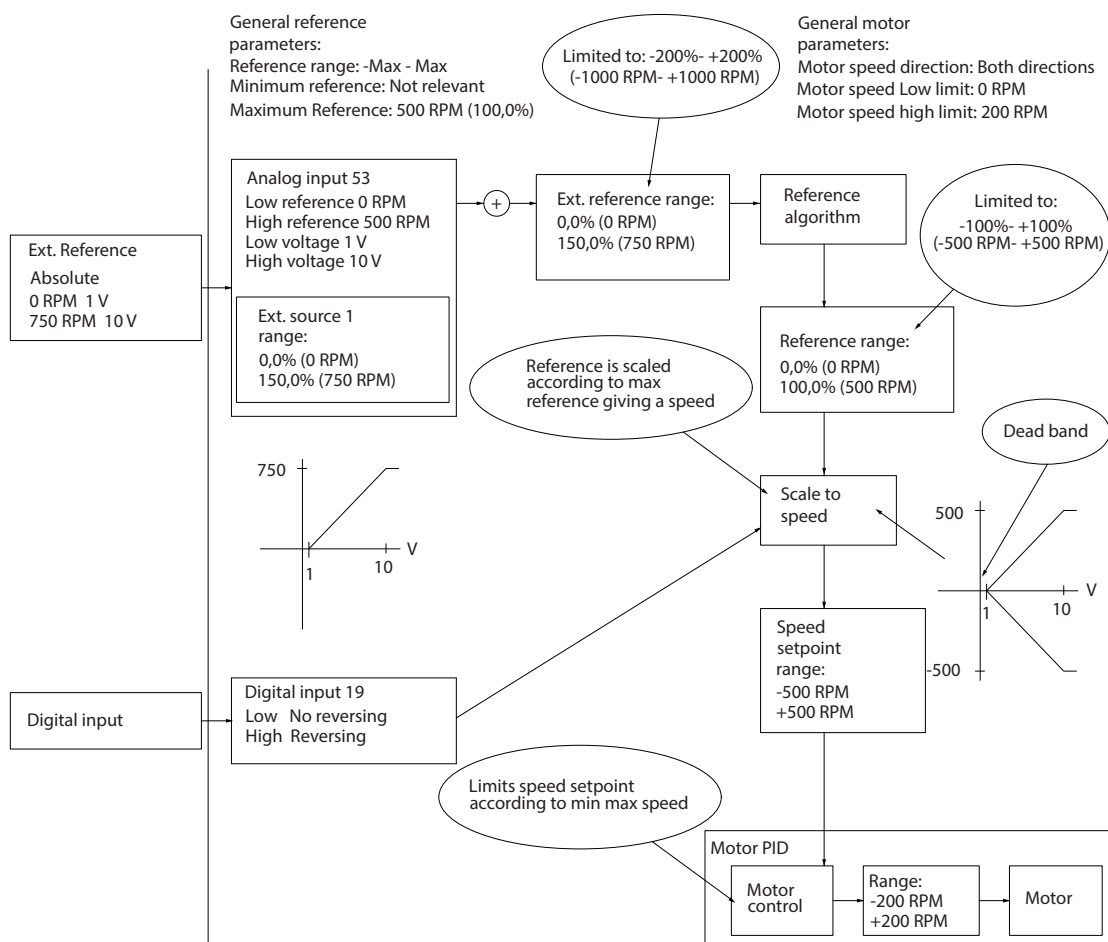 General reference
parameters:
Reference range: -Max - Max
Minimum reference: Not relevant
Maximum Reference: 500 RPM (100,0%)
Limited to: -200%- +200%
(-1000 RPM- +1000 RPM)
General motor
parameters:
Motor speed direction: Both directions
Motor speed Low limit: 0 RPM
Motor speed high limit: 200 RPM
Ext. Reference
Absolute
0 RPM 1 V
750 RPM 10 V
Analog input 53
Low reference 0 RPM
High reference 500 RPM
Low voltage 1 V
High voltage 10 V
Ext. source 1
range:
0,0% (0 RPM)
150,0% (750 RPM)
+
Ext. reference range:
0,0% (0 RPM)
150,0% (750 RPM)
Reference
algorithm
Limited to:
-100%- +100%
(-500 RPM- +500 RPM)
Reference range:
0,0% (0 RPM)
100,0% (500 RPM)
Reference is scaled
according to max
reference giving a speed
Dead band
750
1
10
V
Scale to
speed
500
V
1
10
-500
Speed
setpoint
range:
-500 RPM
+500 RPM
Digital input
Digital input 19
Low No reversing
High Reversing
Limits speed setpoint
according to min max speed
Motor PID
Motor
control
Range:
-200 RPM
+200 RPM
Motor